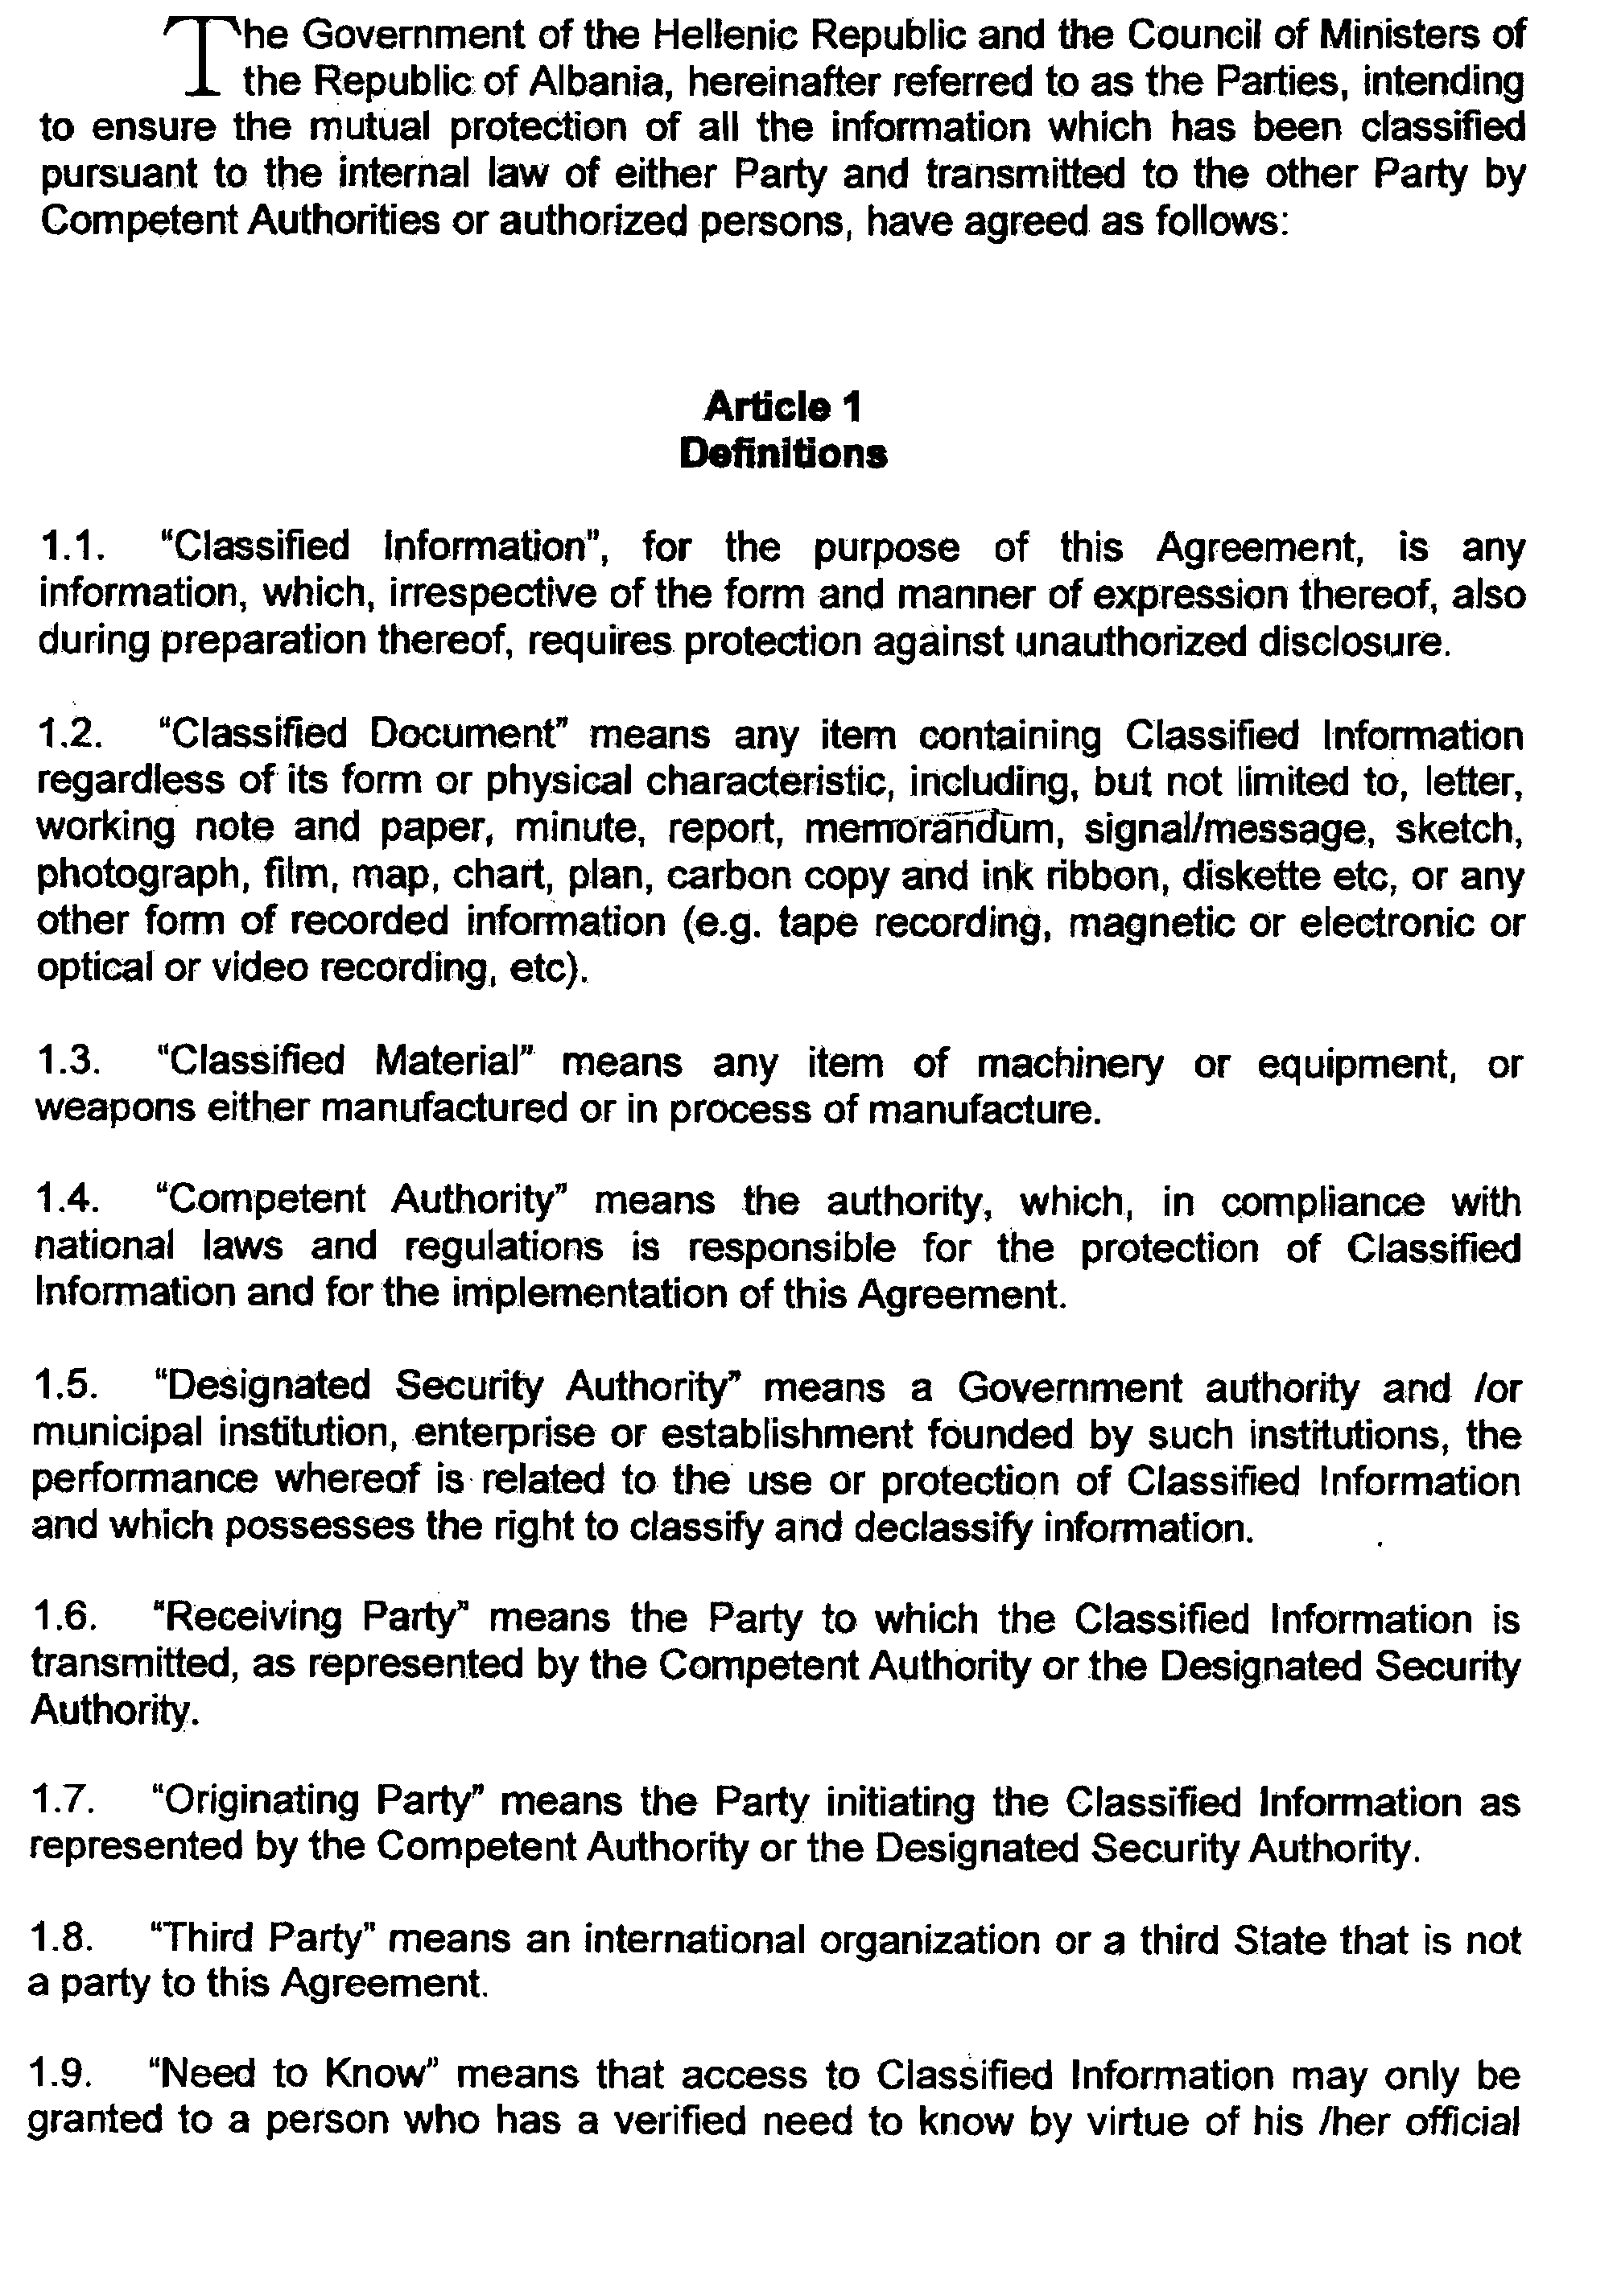 The Government of the Hellenic Republic and the Council of Ministers of
the Republic of Albania, hereinafter referred to as the Parties, intending
to ensure the mutual protection of all the information which has been classified
pursuant to the internal law of either Party and transmitted to the other Party by
Competent Authorities or authorized persons, have agreed as follows:
Article 1
Definitions
1.1. “Classified Information”, for the purpose of this Agreement, is any
information, which, irrespective of the form and manner of expression thereof, also
during preparation thereof, requires protection against unauthorized disclosure.
1.2. “Classified Document” means any item containing Classified Information
regardless of its form or physical characteristic, including, but not limited to, letter,
working note and paper, minute, report, memorandum, signal/message, sketch,
photograph, film, map, chart, plan, carbon copy and ink ribbon, diskette etc, or any
other form of recorded information (e.g. tape recording, magnetic or electronic or
optical or video recording, etc).
1.3. “Classified Material” means any item of machinery or equipment, or
weapons either manufactured or in process of manufacture.
1.4. “Competent Authority” means the authority, which, in compliance with
national laws and regulations is responsible for the protection of Classified
Information and for the implementation of this Agreement.
1.5. “Designated Security Authority” means a Government authority and /or
municipal institution, enterprise or establishment founded by such institutions, the
performance whereof is related to the use or protection of Classified Information
and which possesses the right to classify and declassify information.
1.6. “Receiving Party” means the Party to which the Classified Information is
transmitted, as represented by the Competent Authority or the Designated Security
Authority.
1.7. “Originating Party” means the Party initiating the Classified Information as
represented by the Competent Authority or the Designated Security Authority.
1.8. “Third Party” means an international organization or a third State that is not
a party to this Agreement.
1.9. “Need to Know” means that access to Classified Information may only be
granted to a person who has a verified need to know by virtue of his /her official